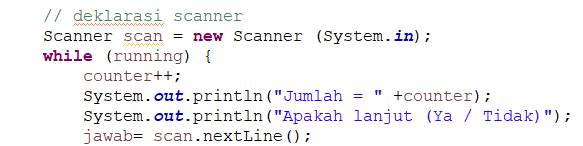 // deklarasi scanner
Scanner scan = new Scanner (System.in);
while (running) {
counter++;
System.out.println("Jumlah = " +counter);
System.out.println("Apakah lanjut (Ya / Tidak)");
jawab= scan.nextLine();